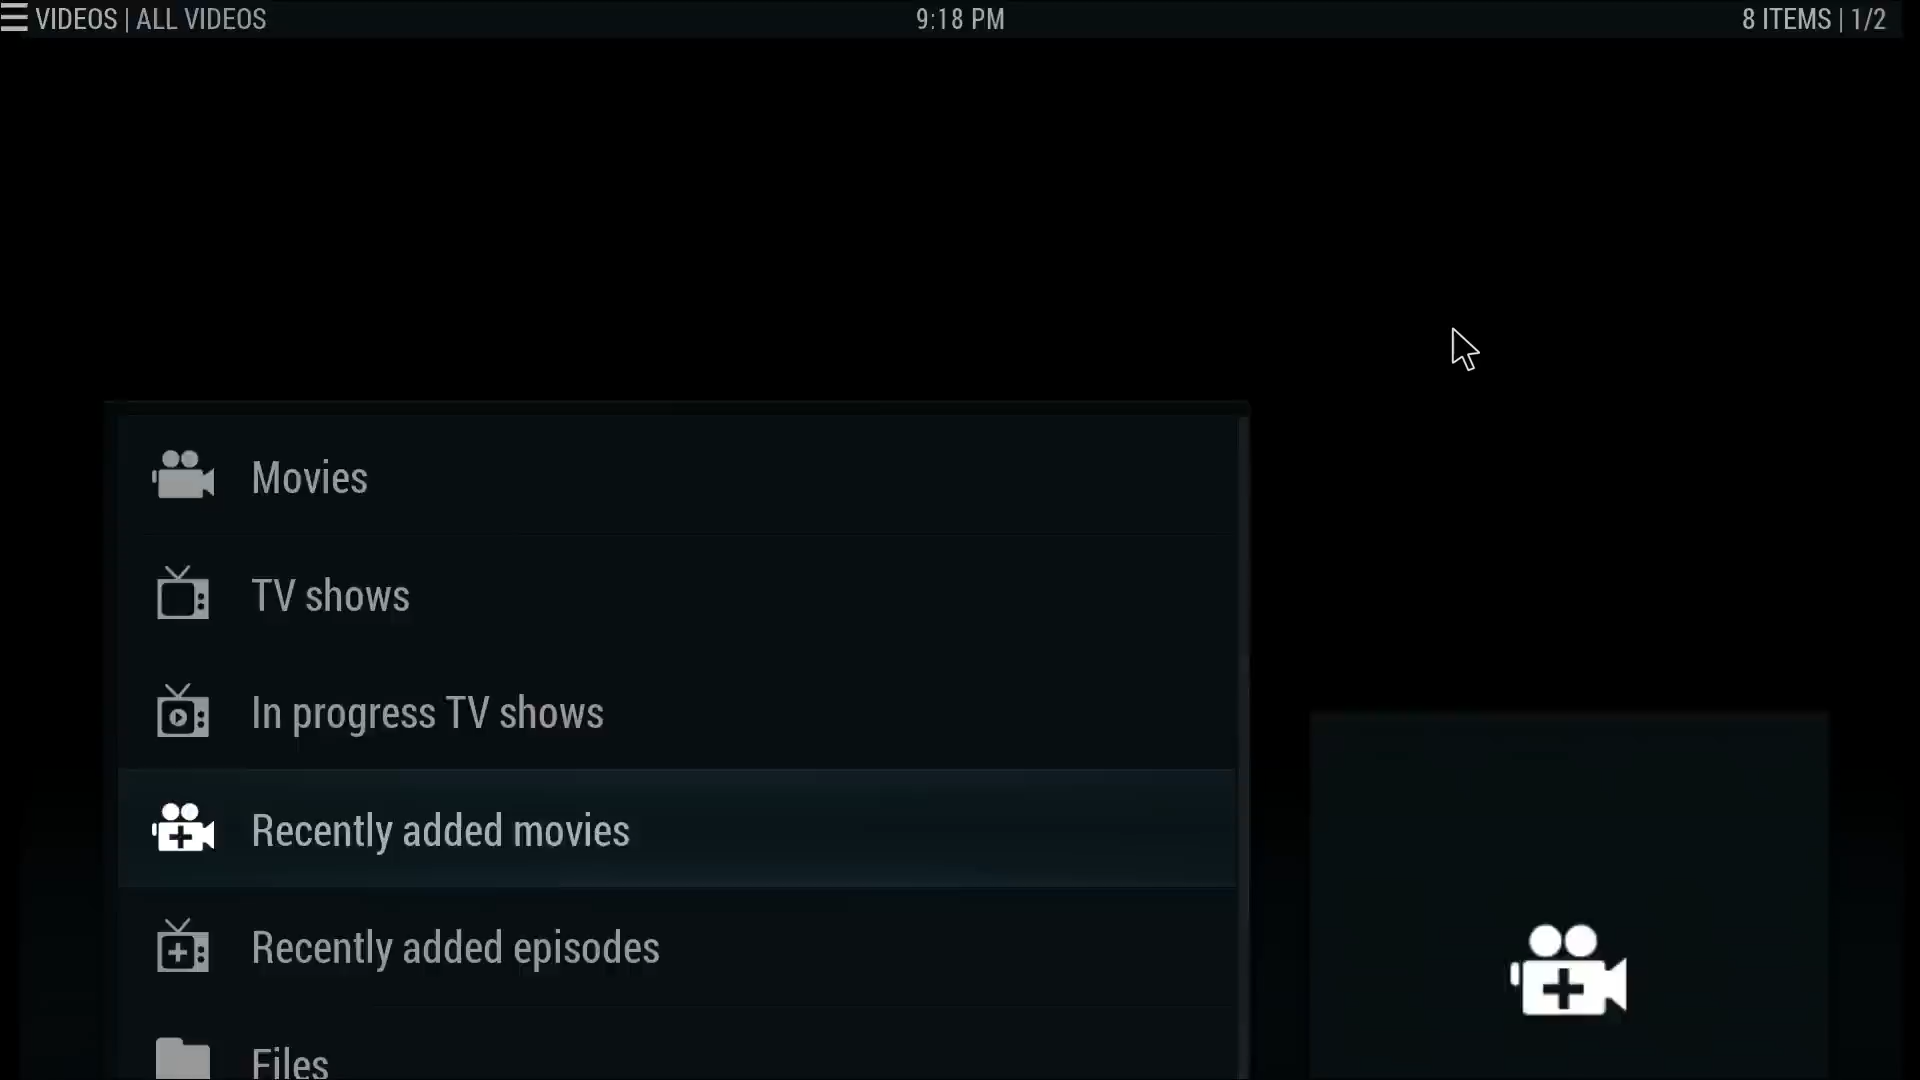 VIDEOS | ALL VIDEOS
9:18 PM
8 ITEMS | 1/2
Movies
TV shows
In progress TV shows
Recently added movies
Recently added episodes
Files